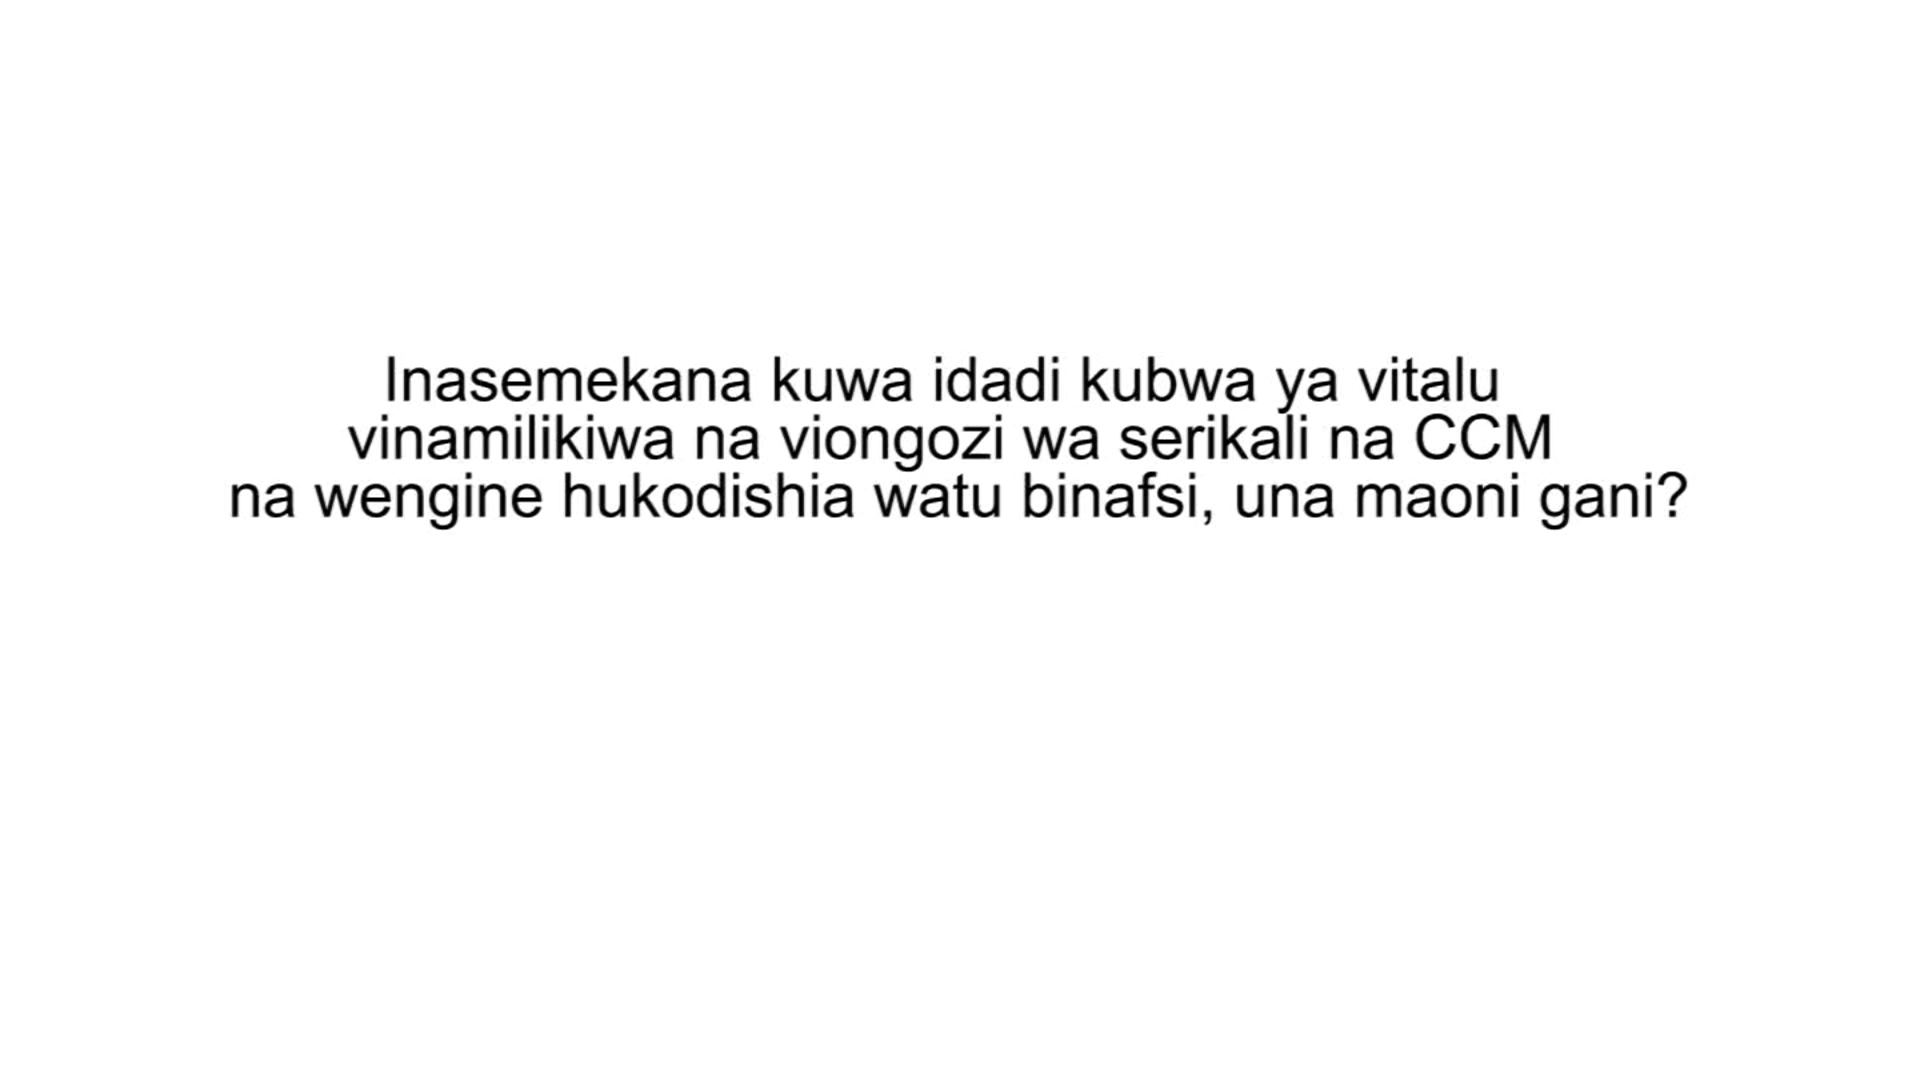 Inasemekana kuwa idadi kubwa ya vitalu
vinamilikiwa na viongozi wa serikali na CCM
na wengine hukodishia watu binafsi, una maoni gani?